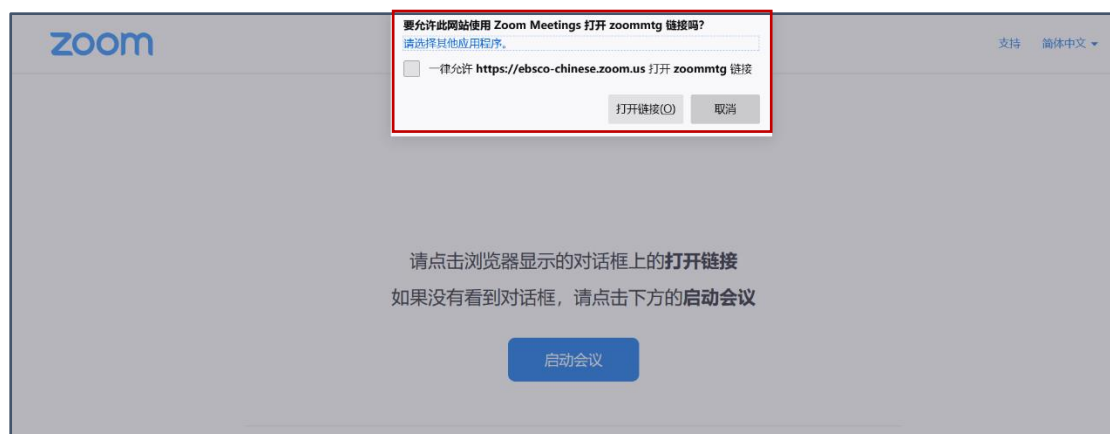 zoom
要允许此网站使用 Zoom Meetings 打开 zoommtg 链接吗?
请选择其他应用程序。
一律允许 https://ebsco-chinese.zoom.us 打开 zoommtg 链接
打开链接(O) 取消
支持 简体中文
请点击浏览器显示的对话框上的打开链接
如果没有看到对话框，请点击下方的启动会议
启动会议